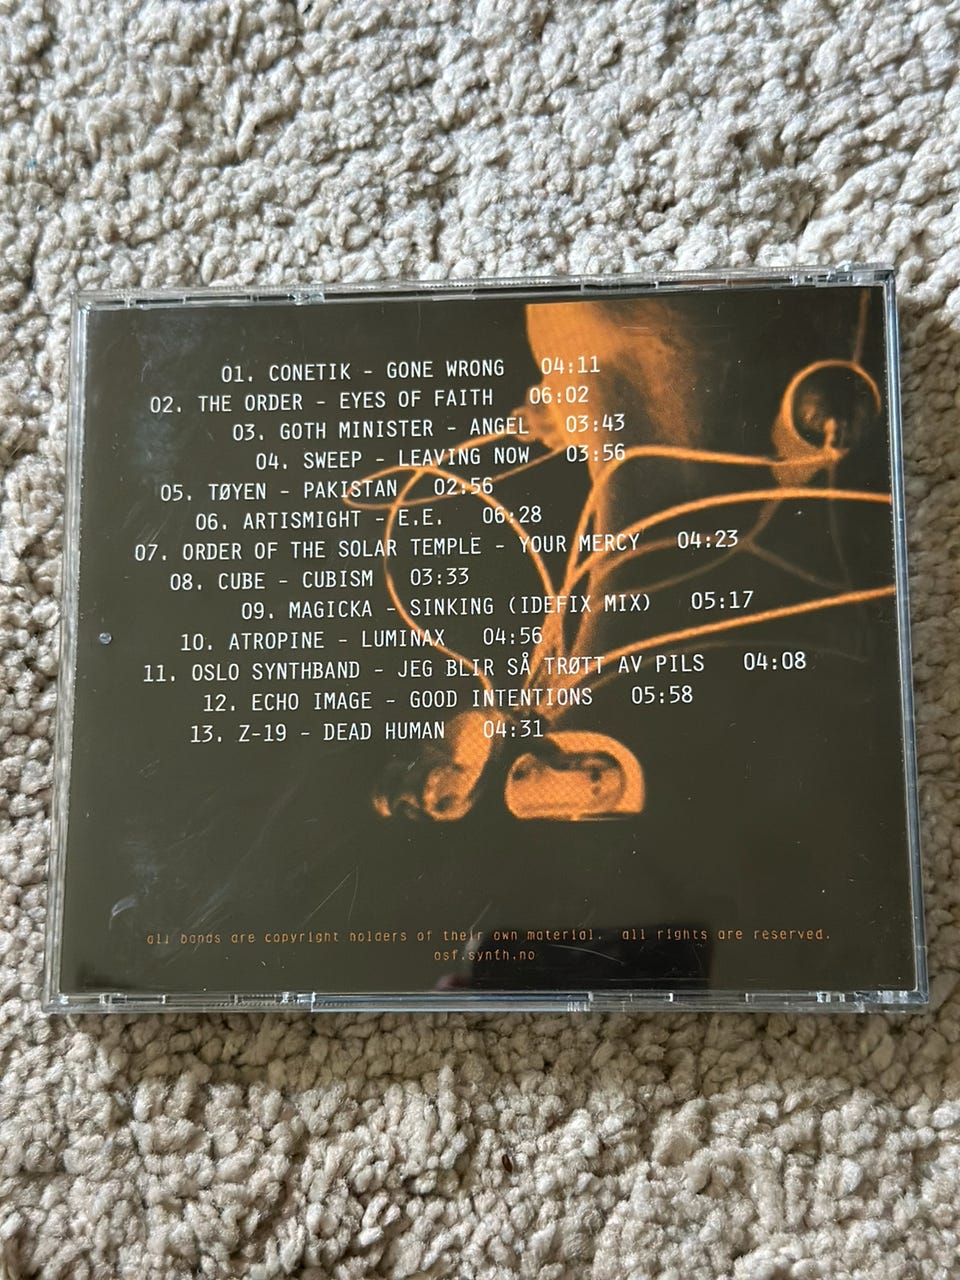 01. CONETIK - GONE WRONG 04:11
02. THE ORDER - EYES OF FAITH 06:02
03. GOTH MINISTER - ANGEL 03:43
04. SWEEP - LEAVING NOW 03:56
05. TØYEN - PAKISTAN 02:56
06. ARTISMIGHT - E.E. 06:28
07. ORDER OF THE SOLAR TEMPLE - YOUR MERCY 04:23
08. CUBE - CUBISM 03:33
09. MAGICKA - SINKING (IDEFIX MIX) 05:17
10. ATROPINE - LUMINAX 04:56
11. OSLO SYNTHBAND - JEG BLIR SÅ TRØTT AV PILS 04:08
12. ECHO IMAGE - GOOD INTENTIONS 05:58
13. Z-19 - DEAD HUMAN 04:31
all bands are copyright holders of their own material. all rights are reserved.
osf.synth.no